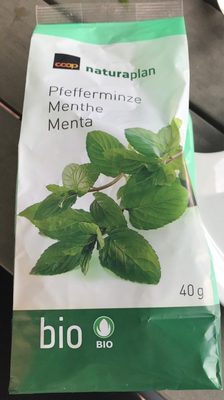 coop naturaplan
Pfefferminze
Menthe
Menta
40 g
bio
BIO